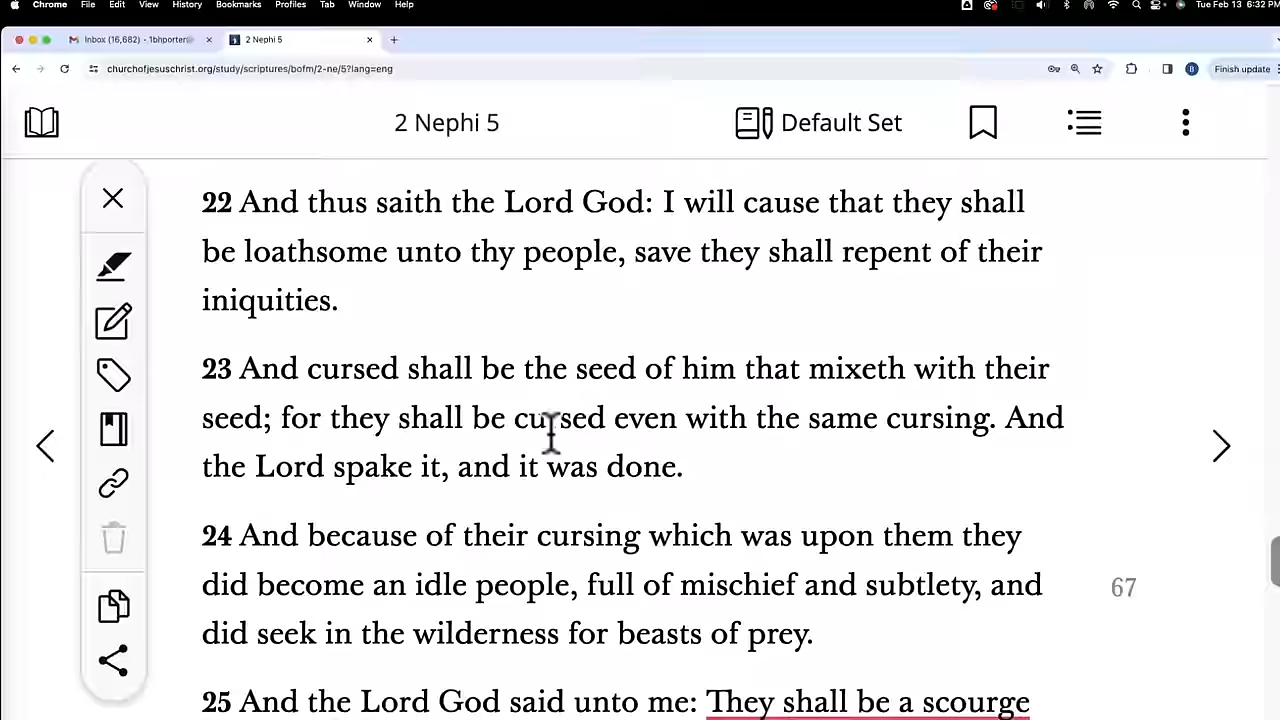 Chrome File Edit View History Bookmarks Profiles Tab Window Help Tue Feb 13 6:32 PM
Inbox (16,682) - 1bhporter@ 2 Nephi 5
churchofjesuschrist.org/study/scriptures/bofm/2-ne/5?lang=eng Finish update
2 Nephi 5 Default Set
22 And thus saith the Lord God: I will cause that they shall
be loathsome unto thy people, save they shall repent of their
iniquities.
23 And cursed shall be the seed of him that mixeth with their
seed; for they shall be cursed even with the same cursing. And
the Lord spake it, and it was done.
24 And because of their cursing which was upon them they
did become an idle people, full of mischief and subtlety, and
67
did seek in the wilderness for beasts of prey.
25 And the Lord God said unto me: They shall be a scourge